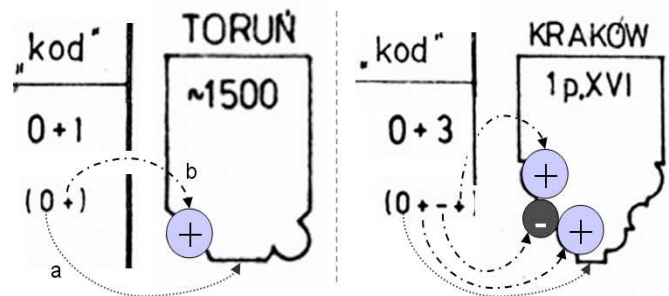 „kod"
TORUŃ
~1500
0+1
(0+)
b
+
a
„kod"
KRAKÓW
1p.XVI
0+3
(0+-+)
+
-
+